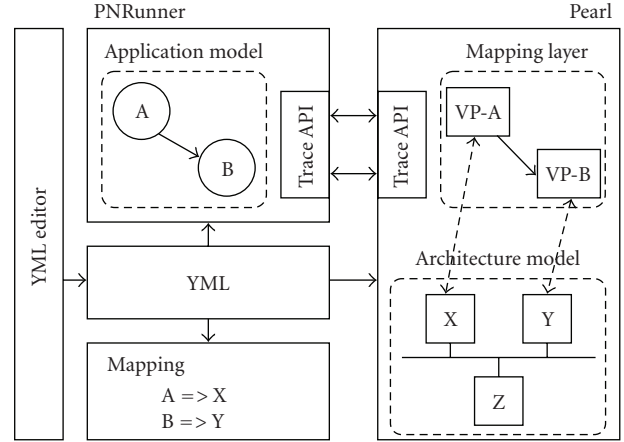 PNRunner
Pearl
Application model
Mapping layer
A
B
Trace API
Trace API
VP-A
VP-B
YML editor
YML
Architecture model
X
Y
Z
Mapping
A => X
B => Y